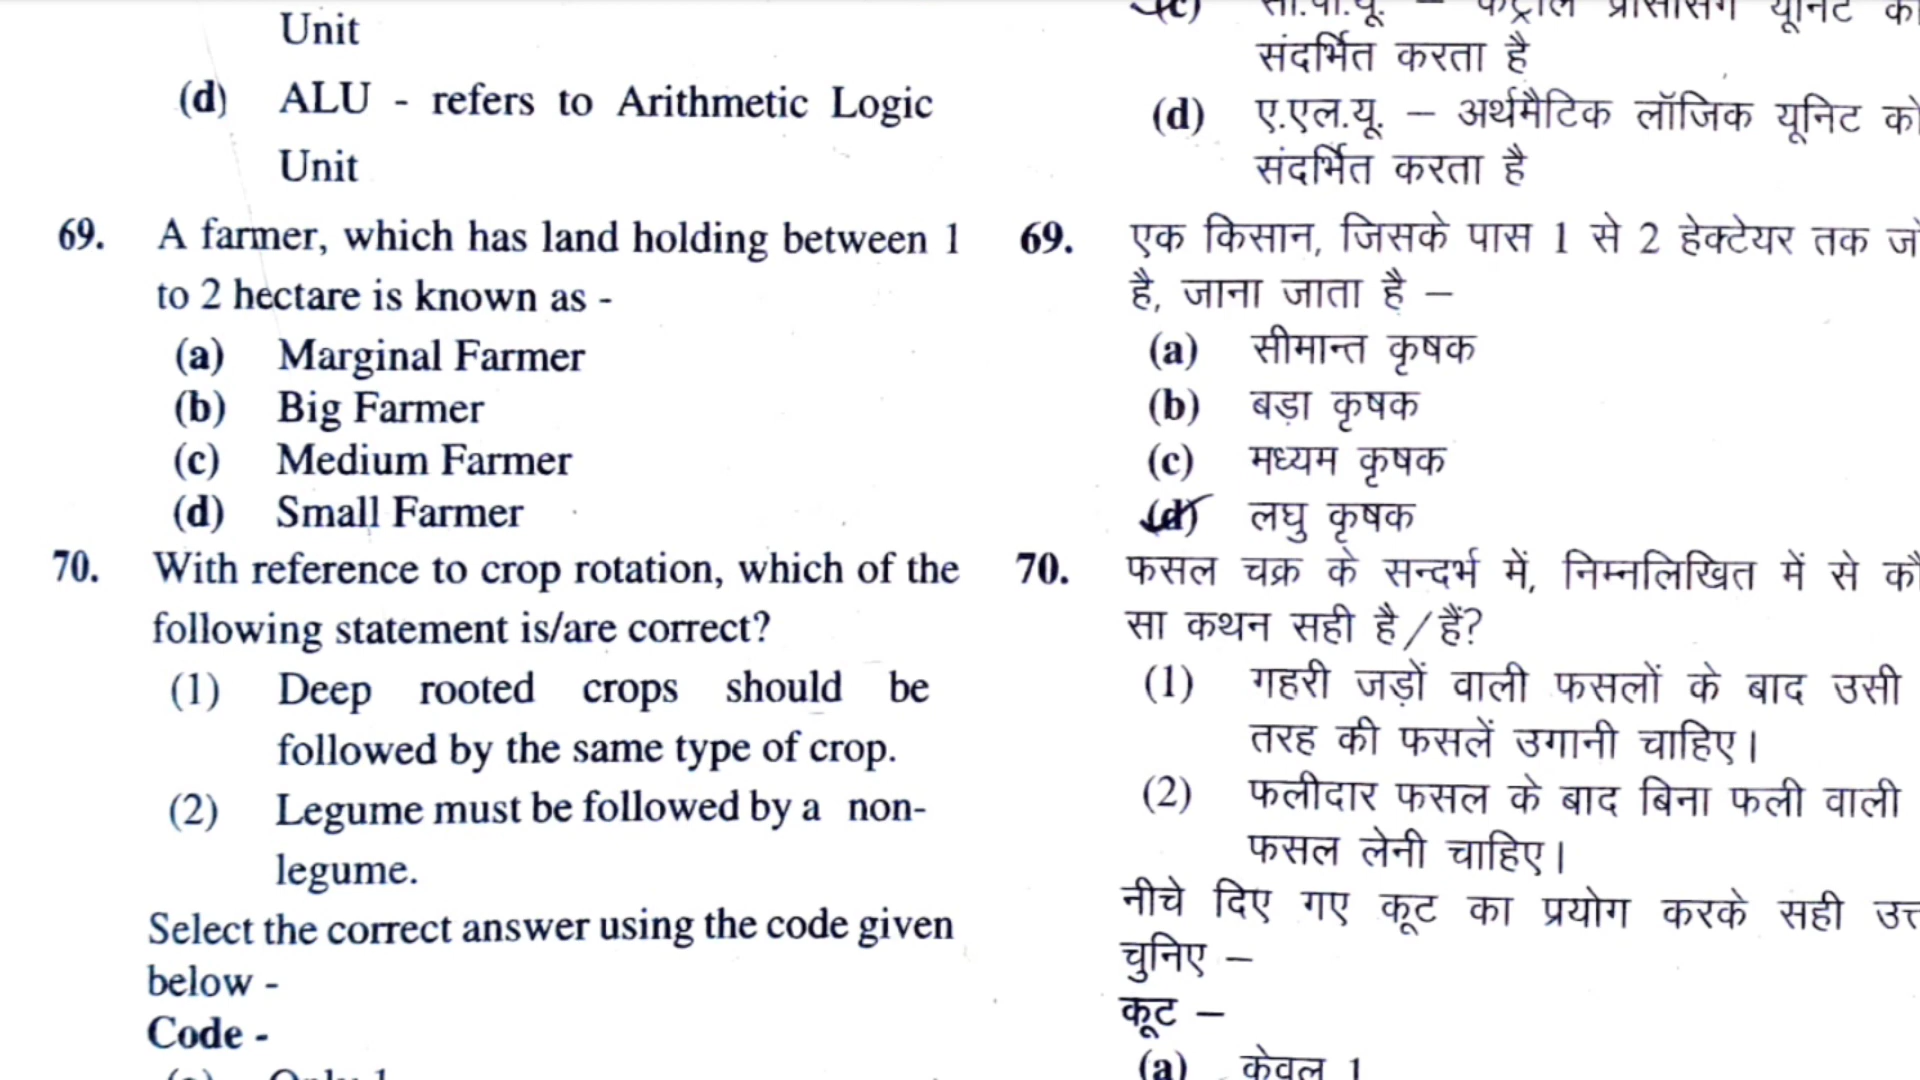 Unit
(d) ALU - refers to Arithmetic Logic
Unit
69. A farmer, which has land holding between 1
to 2 hectare is known as -
(a) Marginal Farmer
(b) Big Farmer
(c) Medium Farmer
(d) Small Farmer
70. With reference to crop rotation, which of the
following statement is/are correct?
(1) Deep rooted crops should be
followed by the same type of crop.
(2) Legume must be followed by a non-
legume.
Select the correct answer using the code given
below -
Code -
संदर्भित करता है
(d) ए.एल.यू. – अर्थमैटिक लॉजिक यूनिट को
संदर्भित करता है
69. एक किसान, जिसके पास 1 से 2 हेक्टेयर तक
है, जाना जाता है –
(a) सीमान्त कृषक
(b) बड़ा कृषक
(c) मध्यम कृषक
(d) लघु कृषक
70. फसल चक्र के सन्दर्भ में, निम्नलिखित में से
सा कथन सही है/हैं?
(1) गहरी जड़ों वाली फसलों के बाद उसी
तरह की फसलें उगानी चाहिए।
(2) फलीदार फसल के बाद बिना फली वाली
फसल लेनी चाहिए।
नीचे दिए गए कूट का प्रयोग करके सही
चुनिए –
कूट –
(a) केवल 1